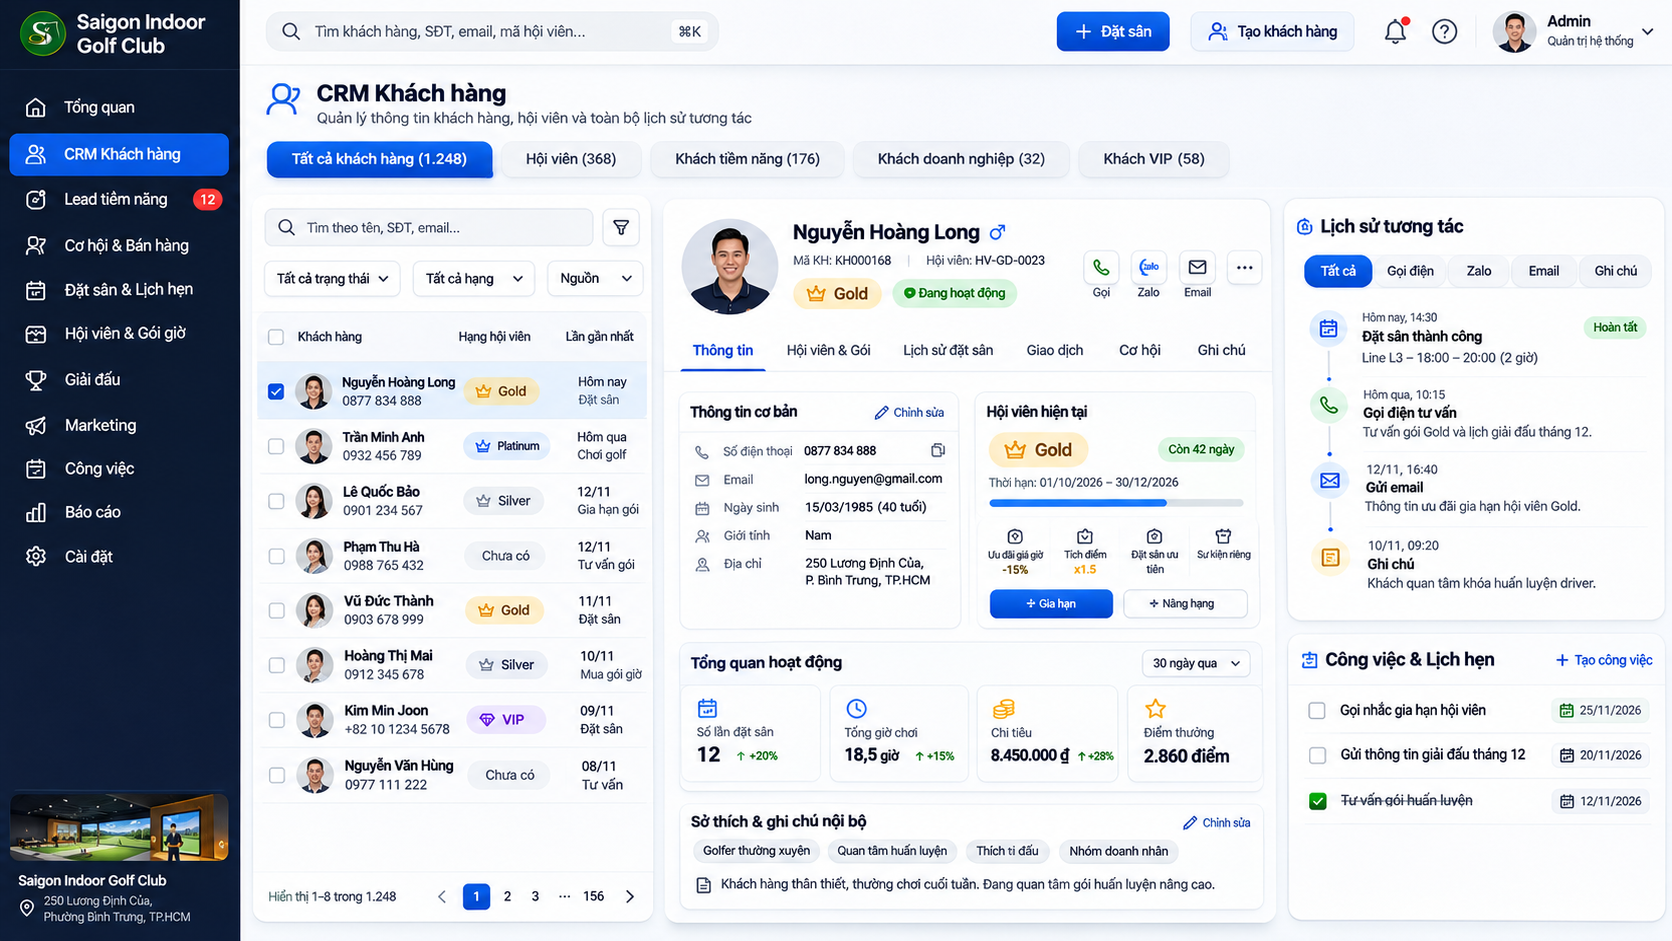 Saigon Indoor
Golf Club
Tìm khách hàng, SĐT, email, mã hội viên...
⌘K
+ Đặt sân
Tạo khách hàng
Admin
Quản trị hệ thống
Tổng quan
CRM Khách hàng
Lead tiềm năng
12
Cơ hội & Bán hàng
Đặt sân & Lịch hẹn
Hội viên & Gói giờ
Giải đấu
Marketing
Công việc
Báo cáo
Cài đặt
Saigon Indoor Golf Club
250 Lương Định Của,
Phường Bình Trưng, TP.HCM
CRM Khách hàng
Quản lý thông tin khách hàng, hội viên và toàn bộ lịch sử tương tác
Tất cả khách hàng (1.248)
Hội viên (368)
Khách tiềm năng (176)
Khách doanh nghiệp (32)
Khách VIP (58)
Tìm theo tên, SĐT, email...
Tất cả trạng thái
Tất cả hạng
Nguồn
Khách hàng
Hạng hội viên
Lần gần nhất
Nguyễn Hoàng Long
0877 834 888
Gold
Hôm nay
Đặt sân
Trần Minh Anh
0932 456 789
Platinum
Hôm qua
Chơi golf
Lê Quốc Bảo
0901 234 567
Silver
12/11
Gia hạn gói
Phạm Thu Hà
0988 765 432
Chưa có
12/11
Tư vấn gói
Vũ Đức Thành
0903 678 999
Gold
11/11
Đặt sân
Hoàng Thị Mai
0912 345 678
Silver
10/11
Mua gói giờ
Kim Min Joon
+82 10 1234 5678
VIP
09/11
Đặt sân
Nguyễn Văn Hùng
0977 111 222
Chưa có
08/11
Tư vấn
Hiển thị 1-8 trong 1.248
1
2
3
...
156
Nguyễn Hoàng Long
Mã KH: KH000168
Hội viên: HV-GD-0023
Gold
Đang hoạt động
Gọi
Zalo
Zalo
Email
Thông tin
Hội viên & Gói
Lịch sử đặt sân
Giao dịch
Cơ hội
Ghi chú
Thông tin cơ bản
Chỉnh sửa
Số điện thoại
0877 834 888
Email
long.nguyen@gmail.com
Ngày sinh
15/03/1985 (40 tuổi)
Giới tính
Nam
Địa chỉ
250 Lương Định Của,
P. Bình Trưng, TP.HCM
Hội viên hiện tại
Gold
Còn 42 ngày
Thời hạn: 01/10/2026 – 30/12/2026
Ưu đãi giá giờ
-15%
Tích điểm
x1.5
Đặt sân ưu
tiên
Sự kiện riêng
+ Gia hạn
+ Nâng hạng
Tổng quan hoạt động
30 ngày qua
Số lần đặt sân
12
↑ +20%
Tổng giờ chơi
18,5 giờ
↑ +15%
Chi tiêu
8.450.000 ₫
↑ +28%
Điểm thưởng
2.860 điểm
Sở thích & ghi chú nội bộ
Chỉnh sửa
Golfer thường xuyên
Quan tâm huấn luyện
Thích ti đấu
Nhóm doanh nhân
Khách hàng thân thiết, thường chơi cuối tuần. Đang quan tâm gói huấn luyện nâng cao.
Lịch sử tương tác
Tất cả
Gọi điện
Zalo
Email
Ghi chú
Hôm nay, 14:30
Đặt sân thành công
Hoàn tất
Line L3 – 18:00 – 20:00 (2 giờ)
Hôm qua, 10:15
Gọi điện tư vấn
Tư vấn gói Gold và lịch giải đấu tháng 12.
12/11, 16:40
Gửi email
Thông tin ưu đãi gia hạn hội viên Gold.
10/11, 09:20
Ghi chú
Khách quan tâm khóa huấn luyện driver.
Công việc & Lịch hẹn
+ Tạo công việc
Gọi nhắc gia hạn hội viên
25/11/2026
Gửi thông tin giải đấu tháng 12
20/11/2026
Tư vấn gói huấn luyện
12/11/2026